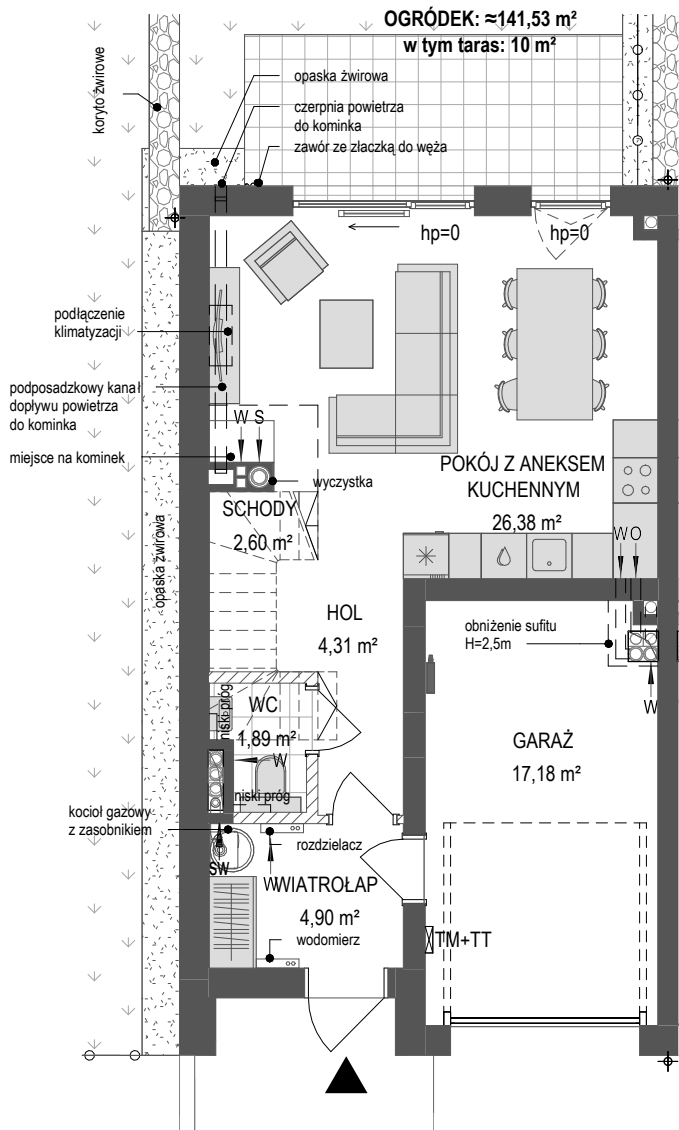 OGRÓDEK: ≈141,53 m²
w tym taras: 10 m²
koryto żwirowe
opaska żwirowa
czerpnia powietrza
do kominka
zawór ze złaczką do węża
hp=0
hp=0
podłączenie
klimatyzacji
podposadzkowy kanał
dopływu powietrza
do kominka
W S
miejsce na kominek
wyczystka
POKÓJ Z ANEKSEM
KUCHENNYM
26,38 m²
SCHODY
2,60 m²
W O
opaska żwirowa
HOL
4,31 m²
obniżenie sufitu
H=2,5m
W
niski próg
WC
1,89 m²
W
GARAŻ
17,18 m²
niski próg
kocioł gazowy
z zasobnikiem
rozdzielacz
SW
W
WIATROŁAP
4,90 m²
wodomierz
TM+TT